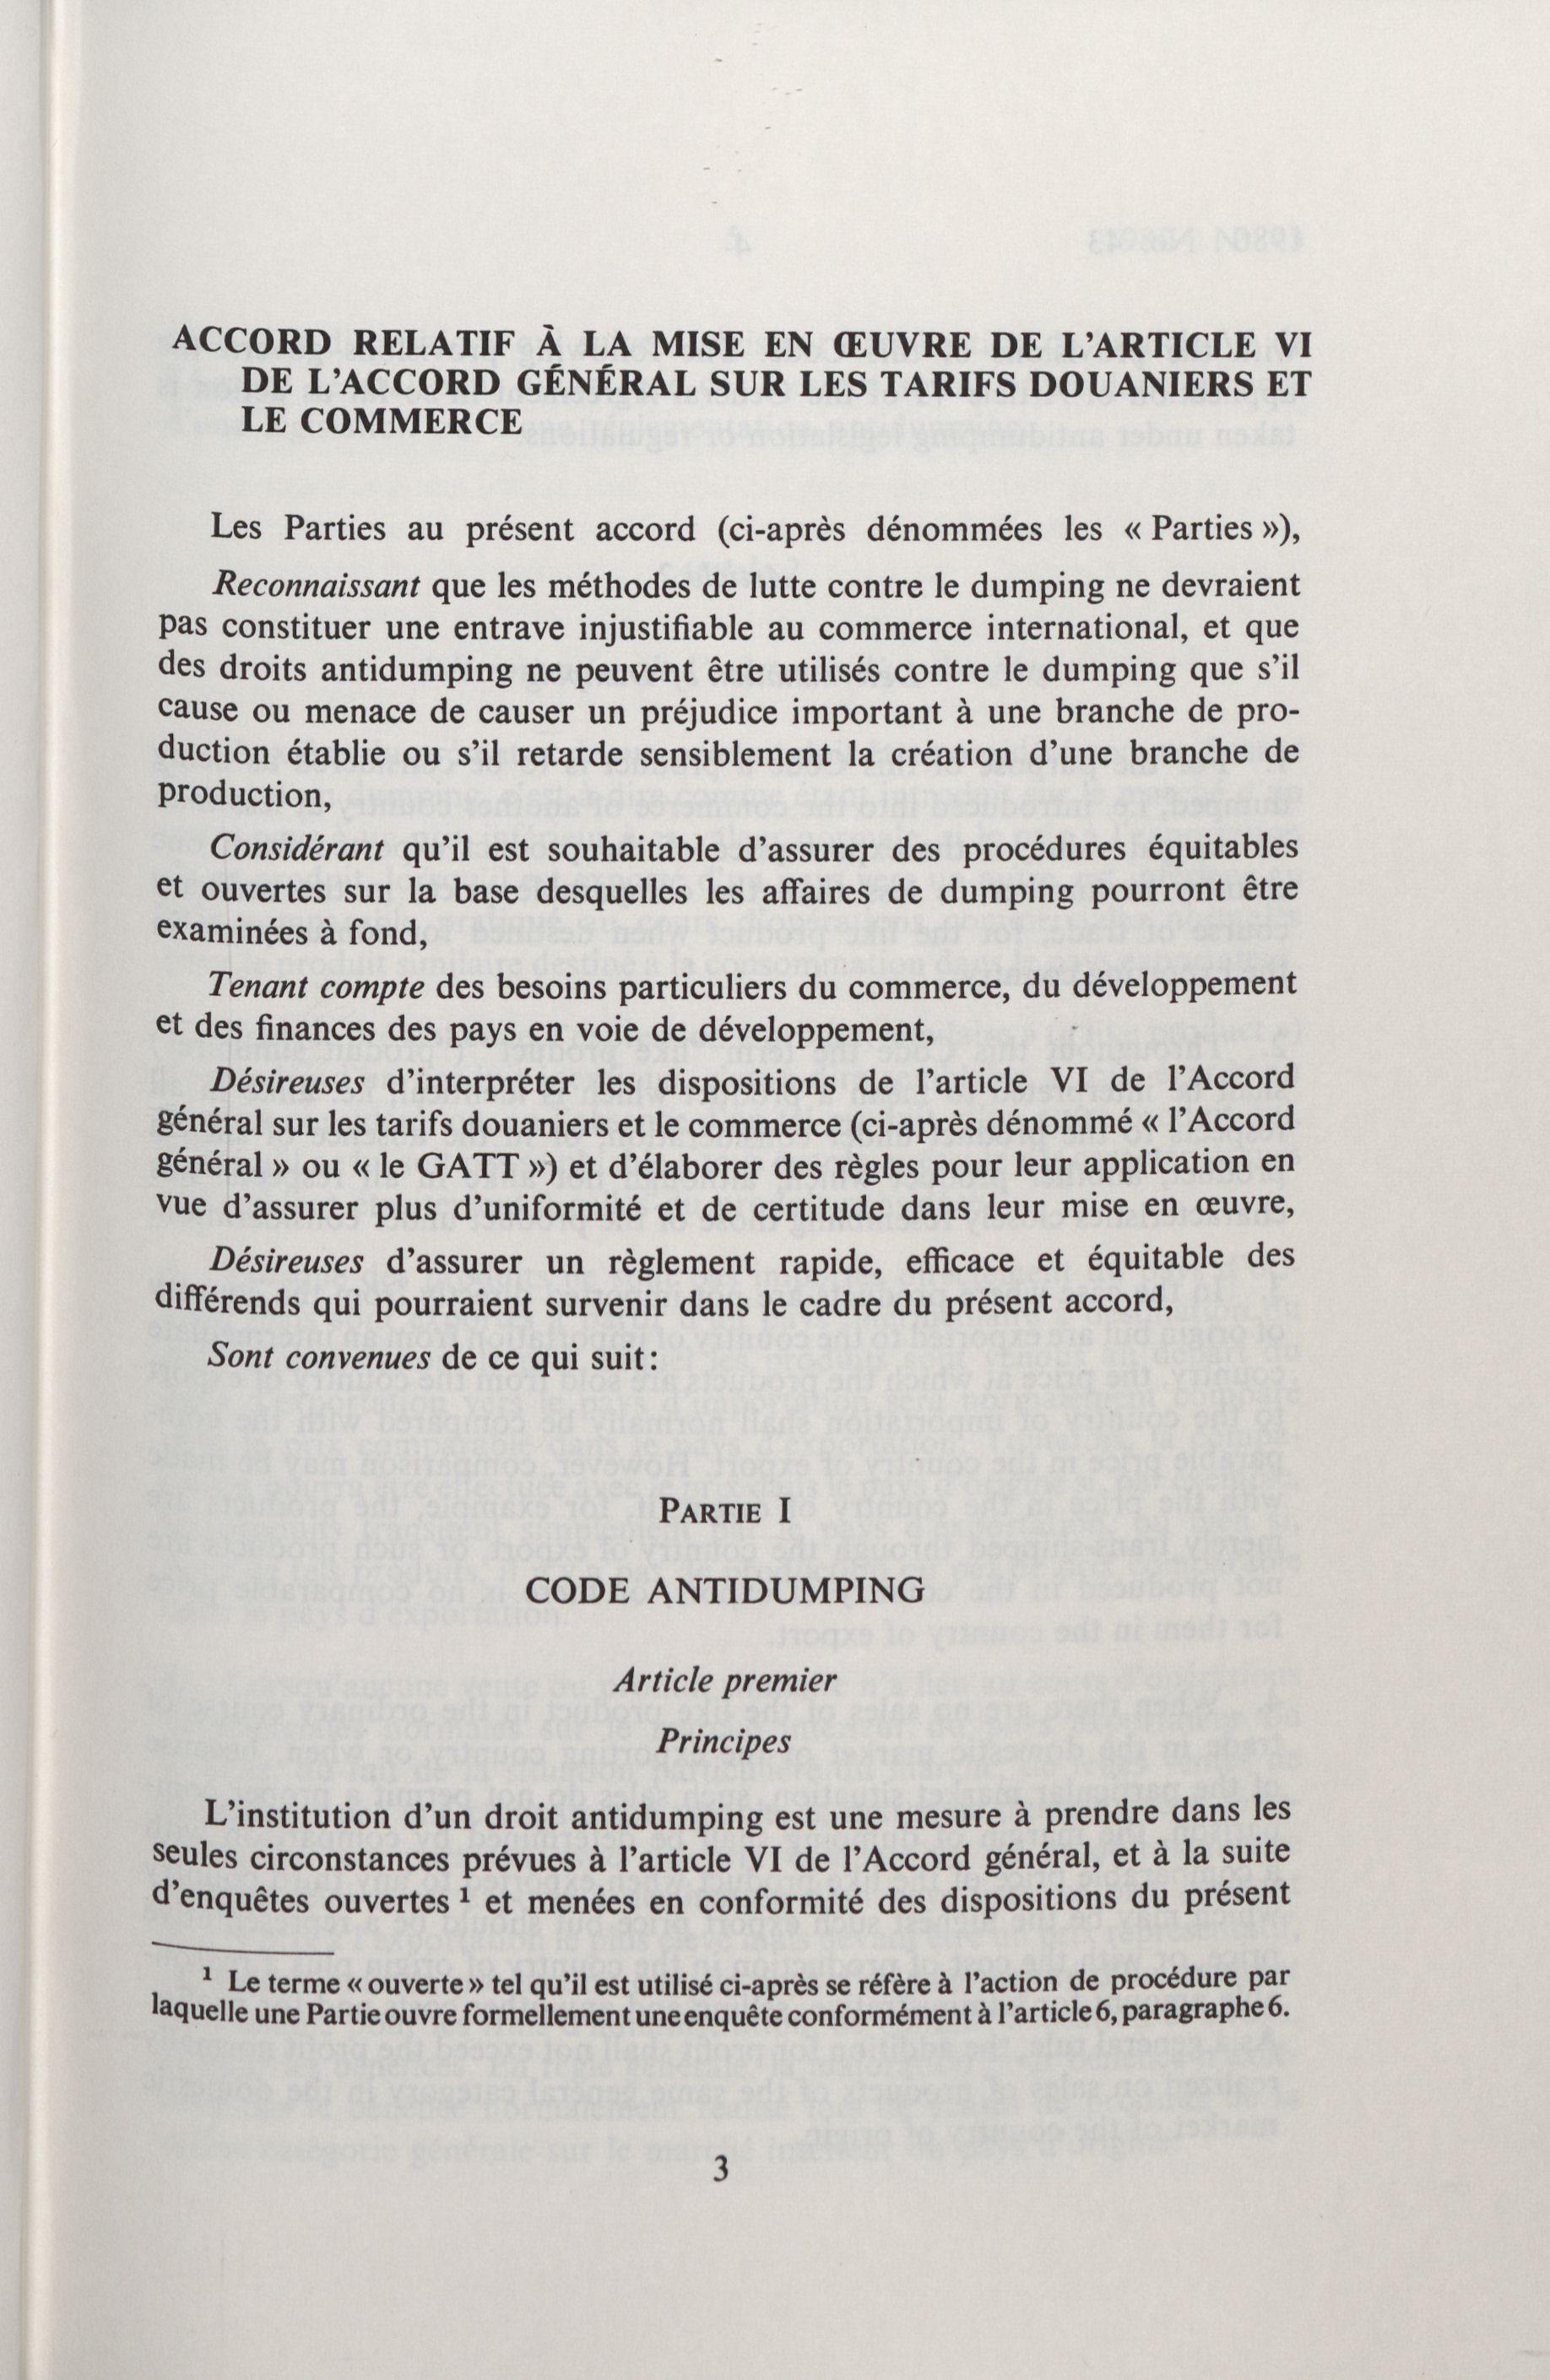 ACCORD RELATIF À LA MISE EN ŒUVRE DE L'ARTICLE VI
DE L'ACCORD GÉNÉRAL SUR LES TARIFS DOUANIERS ET
LE COMMERCE
Les Parties au présent accord (ci-après dénommées les « Parties »),
Reconnaissant que les méthodes de lutte contre le dumping ne devraient
pas constituer une entrave injustifiable au commerce international, et que
des droits antidumping ne peuvent être utilisés contre le dumping que s'il
cause ou menace de causer un préjudice important à une branche de pro-
duction établie ou s'il retarde sensiblement la création d'une branche de
production,
Considérant qu'il est souhaitable d'assurer des procédures équitables
et ouvertes sur la base desquelles les affaires de dumping pourront être
examinées à fond,
Tenant compte des besoins particuliers du commerce, du développement
et des finances des pays en voie de développement,
Désireuses d'interpréter les dispositions de l'article VI de l'Accord
général sur les tarifs douaniers et le commerce (ci-après dénommé « l'Accord
général » ou « le GATT ») et d'élaborer des règles pour leur application en
vue d'assurer plus d'uniformité et de certitude dans leur mise en œuvre,
Désireuses d'assurer un règlement rapide, efficace et équitable des
différends qui pourraient survenir dans le cadre du présent accord,
Sont convenues de ce qui suit:
PARTIE I
CODE ANTIDUMPING
Article premier
Principes
L'institution d'un droit antidumping est une mesure à prendre dans les
seules circonstances prévues à l'article VI de l'Accord général, et à la suite
d'enquêtes ouvertes ¹ et menées en conformité des dispositions du présent
¹ Le terme « ouverte » tel qu'il est utilisé ci-après se réfère à l'action de procédure par
laquelle une Partie ouvre formellement une enquête conformément à l'article 6, paragraphe 6.
3